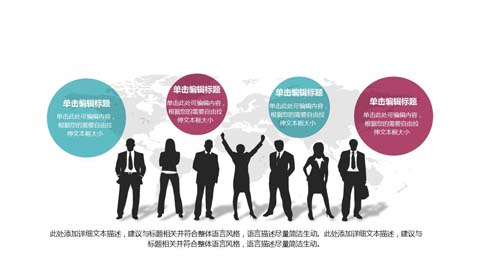 单击编辑标题
单击此处可编辑内容，
根据您的需要自由拉
伸文本框大小
单击编辑标题
单击此处可编辑内容，
根据您的需要自由拉
伸文本框大小
单击编辑标题
单击此处可编辑内容，
根据您的需要自由拉
伸文本框大小
单击编辑标题
单击此处可编辑内容，
根据您的需要自由拉
伸文本框大小
此处添加详细文本描述，建议与标题相关并符合整体语言风格，语言描述尽量简洁生动。此处添加详细文本描述，建议与
标题相关并符合整体语言风格，语言描述尽量简洁生动。